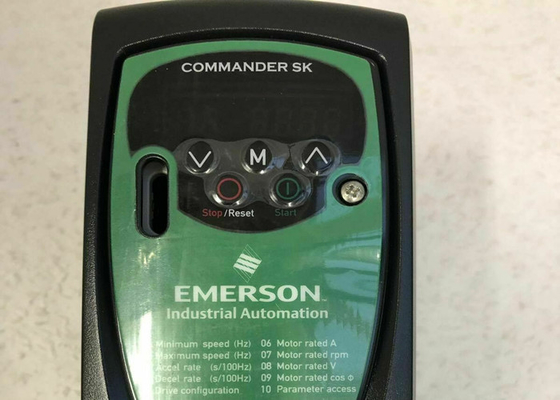 COMMANDER SK
M
Stop/Reset Start
EMERSON
Industrial Automation
Minimum speed (Hz) 06 Motor rated A
Maximum speed (Hz) 07 Motor rated rpm
Accel rate (s/100Hz) 08 Motor rated V
Decel rate (s/100Hz) 09 Motor rated cos ϕ
Drive configuration 10 Parameter access